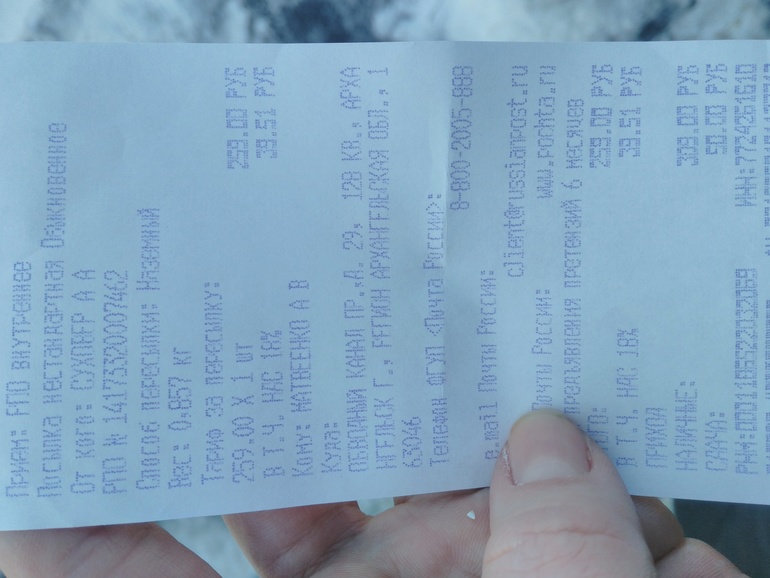 Прием: РПО внутреннее
Посылка нестандартная Обыкновенное
От кого: СУХЛЕЕР А А
РПО № 14173320007462
Способ пересылки: Наземный
Вес: 0,857 кг
Тариф за пересылку:
259.00 X 1 шт 259.00 РУБ
В Т.Ч. НДС 18% 39.51 РУБ
Кому: МАТВЕЕНКО А В
Куда:
ОБВОДНЫЙ КАНАЛ ПР.,Д. 29, 128 КВ., АРХА
НГЕЛЬСК Г., РЕГИОН АРХАНГЕЛЬСКАЯ ОБЛ., 1
63046
Телефон ФГУП <Почта России>:
8-800-2005-888
e.mail Почты России:
client@russianpost.ru
Почты России: www.pochta.ru
предъявления претензий 6 месяцев
259.00 РУБ
В Т.Ч. НДС 18% 39.51 РУБ
ПРИХОД
НАЛИЧНЫЕ: 309.00 РУБ
СДАЧА: 50.00 РУБ
ИНН:7724261610